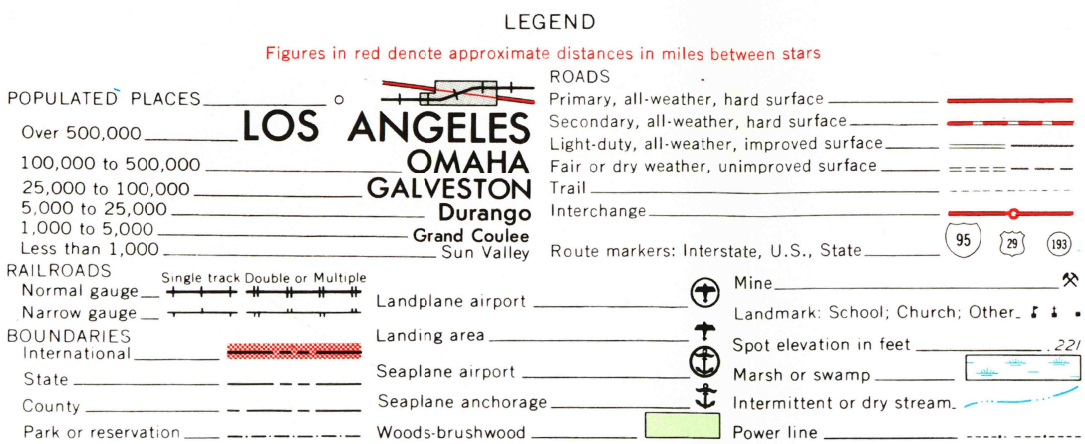 LEGEND
Figures in red denote approximate distances in miles between stars
POPULATED PLACES
Over 500,000 LOS ANGELES
100,000 to 500,000 OMAHA
25,000 to 100,000 GALVESTON
5,000 to 25,000 Durango
1,000 to 5,000 Grand Coulee
Less than 1,000 Sun Valley
ROADS
Primary, all-weather, hard surface
Secondary, all-weather, hard surface
Light-duty, all-weather, improved surface
Fair or dry weather, unimproved surface
Trail
Interchange
Route markers: Interstate, U.S., State 95 29 193
RAILROADS
Single track Double or Multiple
Normal gauge
Narrow gauge
BOUNDARIES
International
State
County
Park or reservation
Landplane airport
Landing area
Seaplane airport
Seaplane anchorage
Woods-brushwood
Mine
Landmark: School; Church; Other
Spot elevation in feet .221
Marsh or swamp
Intermittent or dry stream
Power line